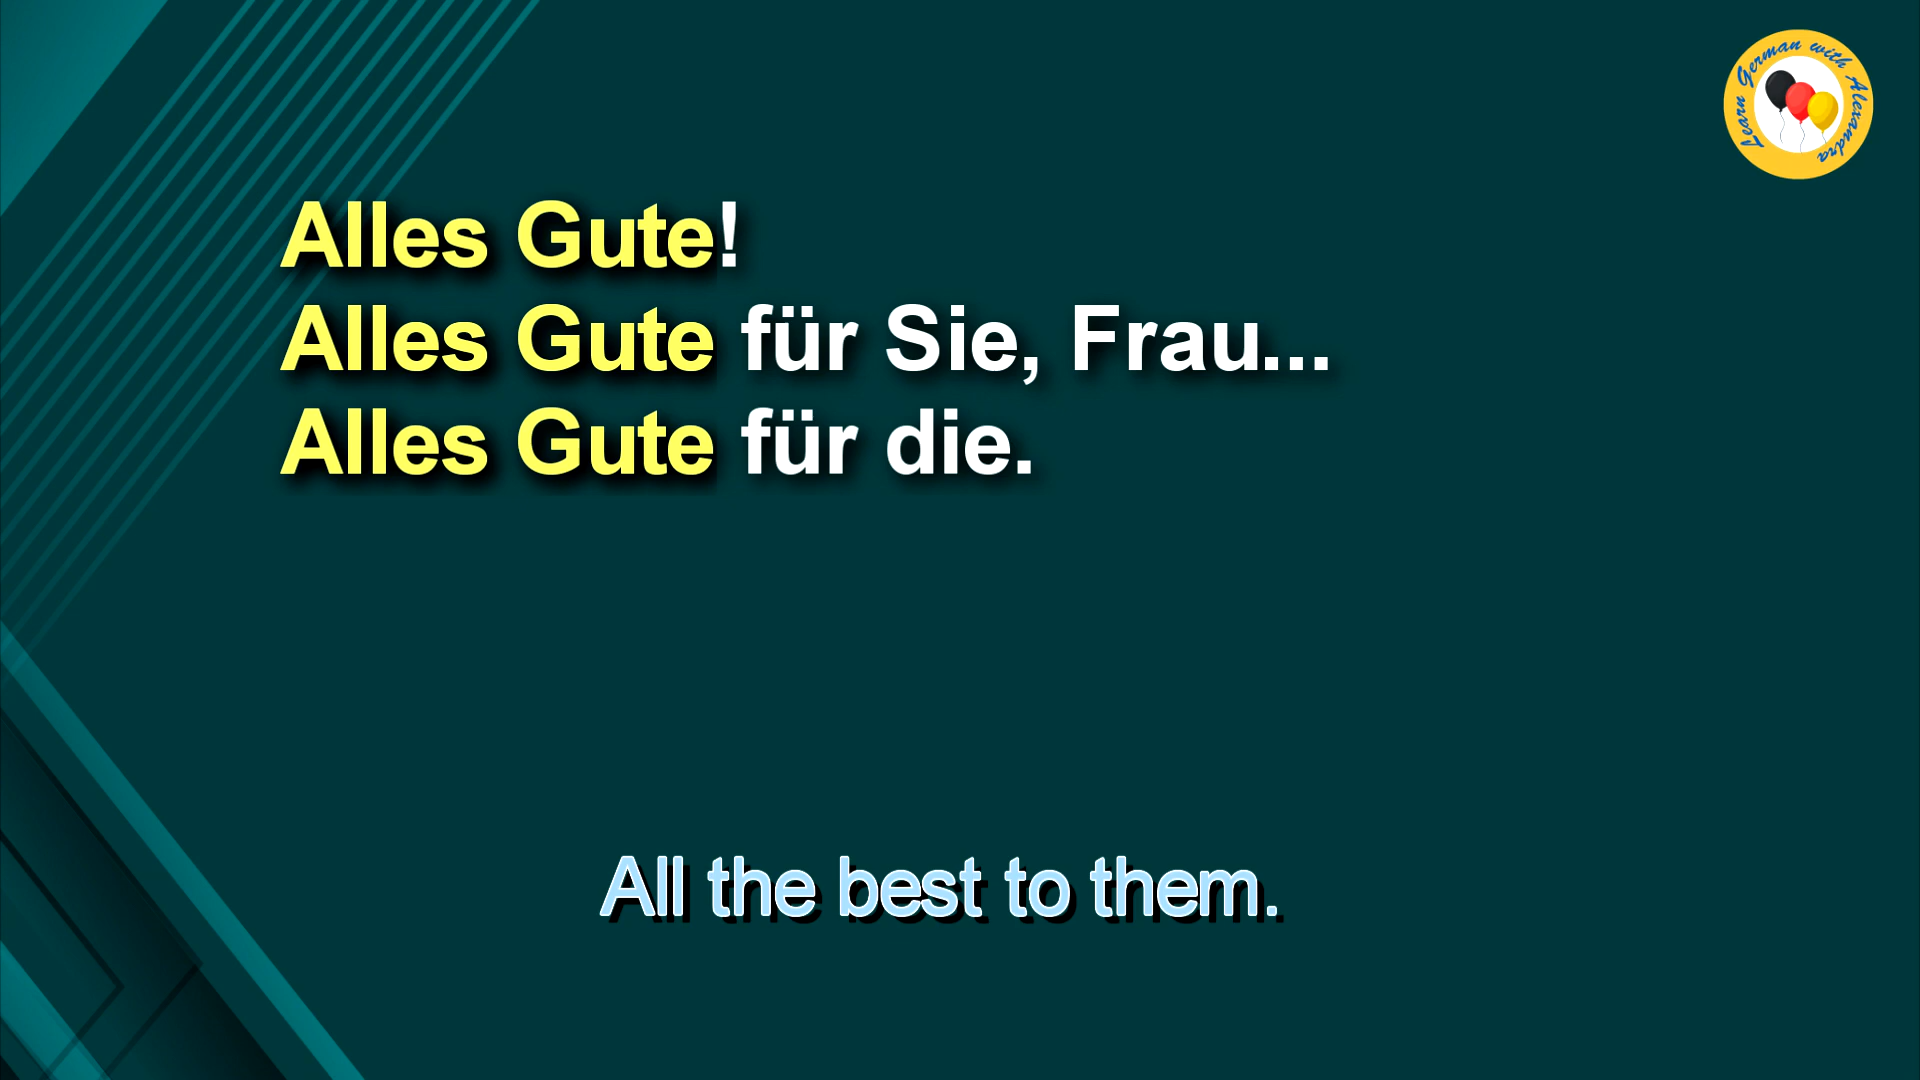 Learn German with Alexandra
Alles Gute!
Alles Gute für Sie, Frau...
Alles Gute für die.
All the best to them.